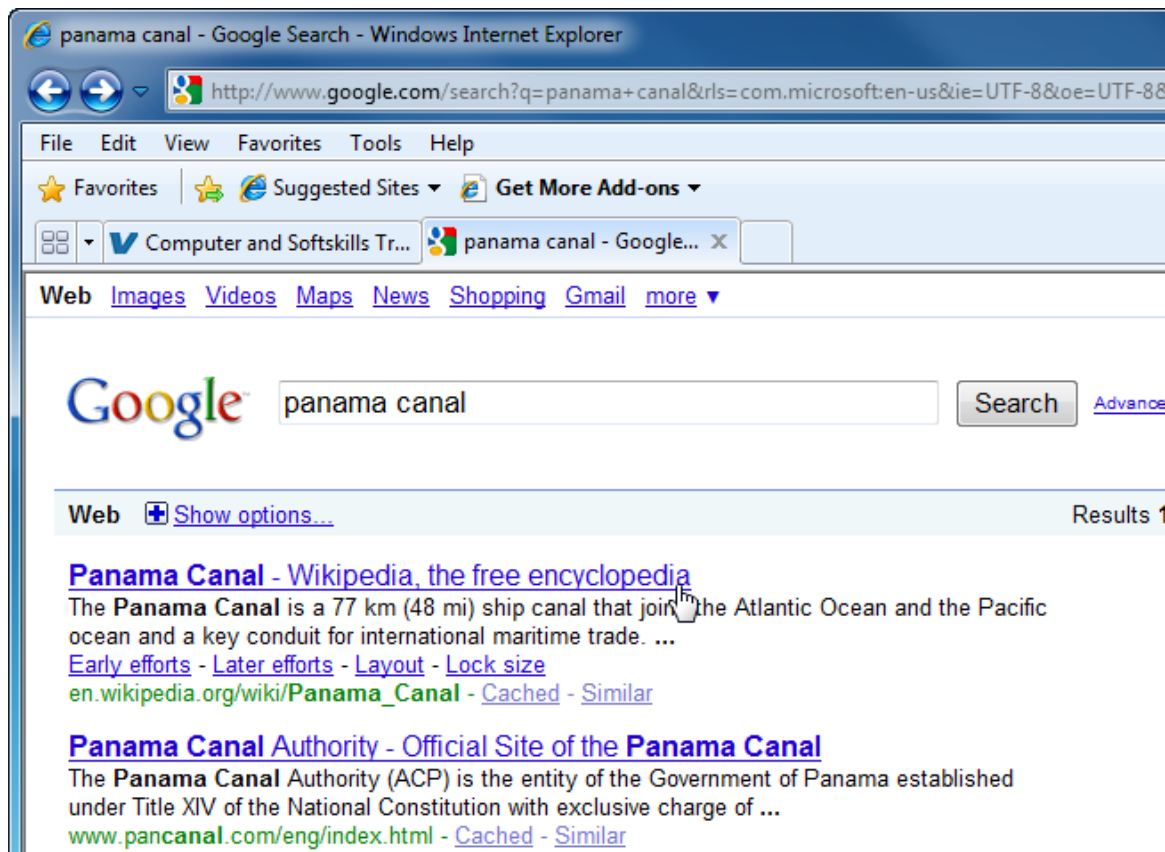 panama canal - Google Search - Windows Internet Explorer
http://www.google.com/search?q=panama+canal&rls=com.microsoft:en-us&ie=UTF-8&oe=UTF-8&
File Edit View Favorites Tools Help
Favorites Suggested Sites Get More Add-ons
Computer and Softskills Tr... panama canal - Google... X
Web Images Videos Maps News Shopping Gmail more
Google panama canal Search Advance
Web Show options... Results 1
Panama Canal - Wikipedia, the free encyclopedia
The Panama Canal is a 77 km (48 mi) ship canal that join the Atlantic Ocean and the Pacific
ocean and a key conduit for international maritime trade. ...
Early efforts - Later efforts - Layout - Lock size
en.wikipedia.org/wiki/Panama_Canal - Cached - Similar
Panama Canal Authority - Official Site of the Panama Canal
The Panama Canal Authority (ACP) is the entity of the Government of Panama established
under Title XIV of the National Constitution with exclusive charge of ...
www.pancanal.com/eng/index.html - Cached - Similar